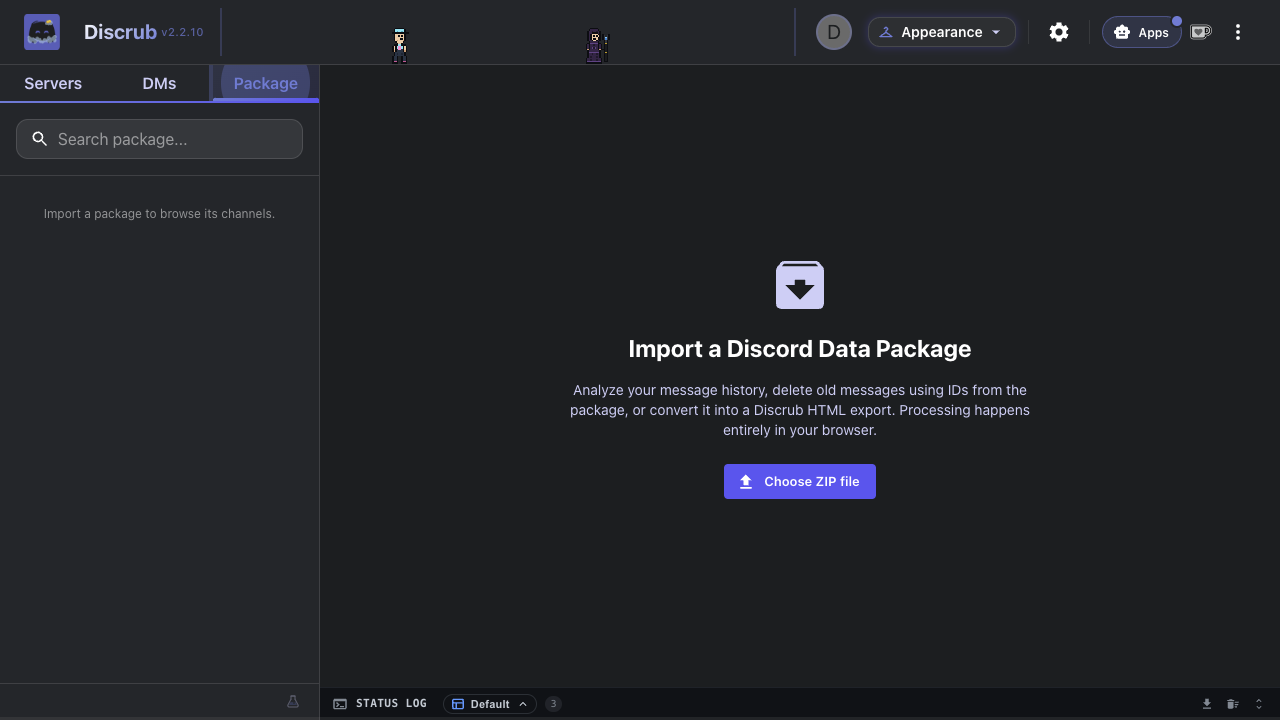 Discrub v2.2.10
D
Appearance
Apps
Servers
DMs
Package
Search package...
Import a package to browse its channels.
Import a Discord Data Package
Analyze your message history, delete old messages using IDs from the
package, or convert it into a Discrub HTML export. Processing happens
entirely in your browser.
Choose ZIP file
STATUS LOG
Default
3